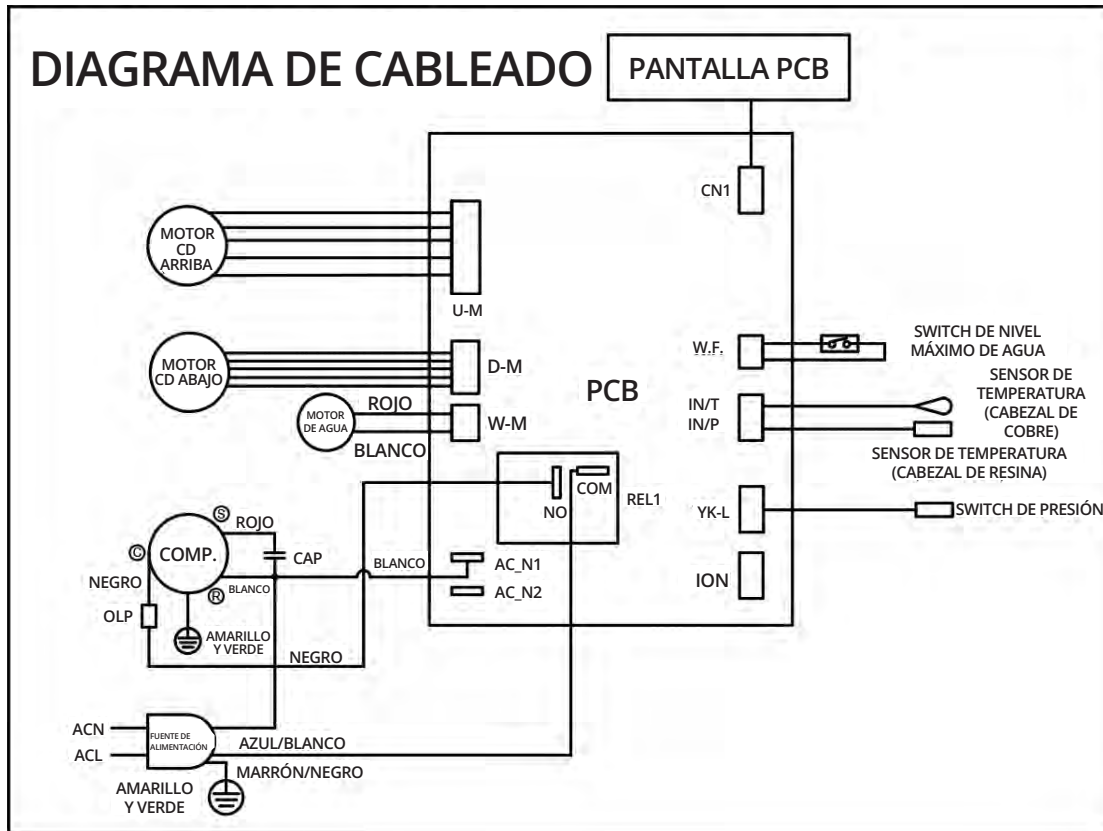 DIAGRAMA DE CABLEADO
PANTALLA PCB
CN1
MOTOR
CD
ARRIBA
U-M
MOTOR
CD ABAJO
D-M
MOTOR
DE AGUA
ROJO
BLANCO
W-M
PCB
W.F.
SWITCH DE NIVEL
MÁXIMO DE AGUA
IN/T
IN/P
SENSOR DE
TEMPERATURA
(CABEZAL DE
COBRE)
SENSOR DE TEMPERATURA
(CABEZAL DE RESINA)
COM
NO
REL1
YK-L
SWITCH DE PRESIÓN
S
ROJO
C
COMP.
CAP
BLANCO
AC_N1
AC_N2
ION
NEGRO
R
BLANCO
OLP
AMARILLO
Y VERDE
NEGRO
ACN
ACL
FUENTE DE
ALIMENTACIÓN
AZUL/BLANCO
MARRÓN/NEGRO
AMARILLO
Y VERDE